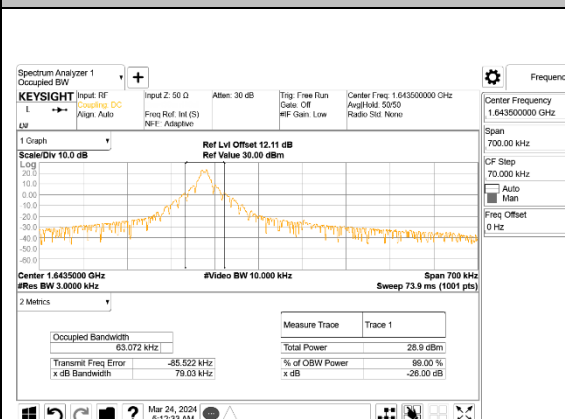 Spectrum Analyzer 1
Occupied BW
+
Frequenc
KEYSIGHT Input: RF Input Z: 50 Ω Atten: 30 dB Trig: Free Run Center Freq: 1.643500000 GHz
L Coupling: DC Gate: Off Avg|Hold: 50/50
Align: Auto Freq Ref: Int (S) #IF Gain: Low Radio Std: None
NFE: Adaptive
Center Frequency
1.643500000 GHz
Span
700.00 kHz
CF Step
70.000 kHz
Auto
Man
Freq Offset
0 Hz
1 Graph
Ref Lvl Offset 12.11 dB
Scale/Div 10.0 dB Ref Value 30.00 dBm
Log
20.0
10.0
0.00
-10.0
-20.0
-30.0
-40.0
-50.0
-60.0
Center 1.6435000 GHz #Video BW 10.000 kHz Span 700 kHz
#Res BW 3.0000 kHz Sweep 73.9 ms (1001 pts)
2 Metrics
Measure Trace Trace 1
Occupied Bandwidth
63.072 kHz
Total Power 28.9 dBm
Transmit Freq Error -85.522 kHz % of OBW Power 99.00 %
x dB Bandwidth 79.03 kHz x dB -26.00 dB
?
Mar 24, 2024
6:12:33 AM